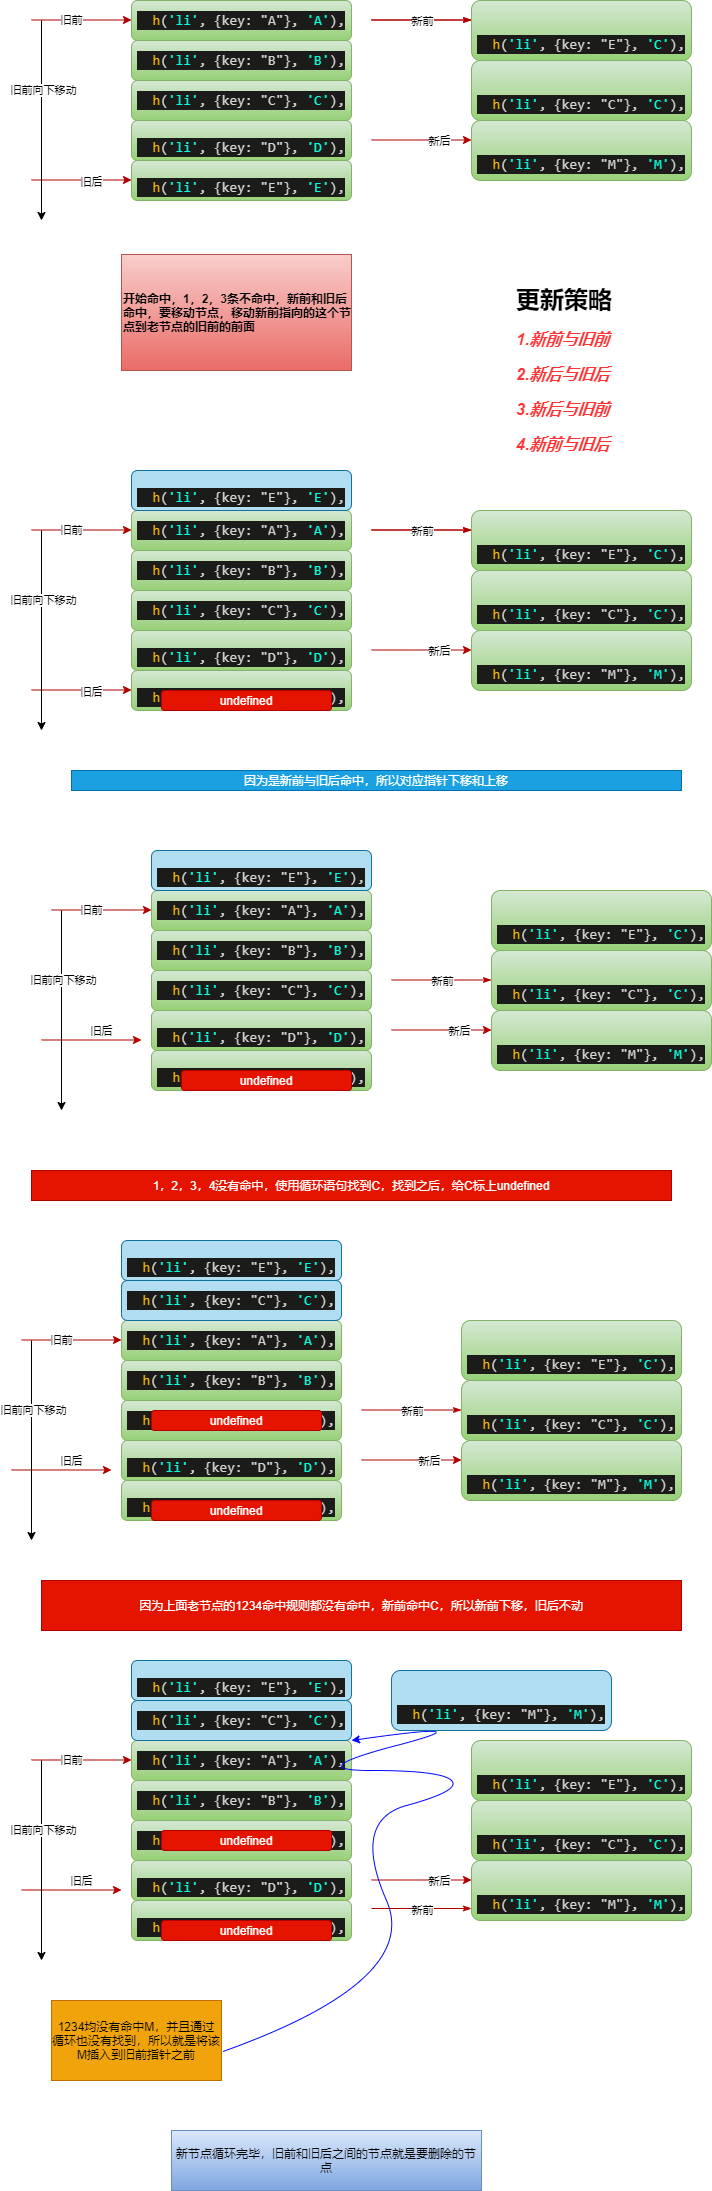 旧前
h('li', {key: "A"}, 'A'),
新前
h('li', {key: "E"}, 'C'),
h('li', {key: "B"}, 'B'),
旧前向下移动
h('li', {key: "C"}, 'C'),
h('li', {key: "C"}, 'C'),
h('li', {key: "D"}, 'D'),
新后
h('li', {key: "M"}, 'M'),
旧后
h('li', {key: "E"}, 'E'),
开始命中，1，2，3条不命中，新前和旧后
命中，要移动节点，移动新前指向的这个节
点到老节点的旧前的前面
更新策略
1.新前与旧前
2.新后与旧后
3.新后与旧前
4.新前与旧后
h('li', {key: "E"}, 'E'),
旧前
h('li', {key: "A"}, 'A'),
新前
h('li', {key: "E"}, 'C'),
h('li', {key: "B"}, 'B'),
旧前向下移动
h('li', {key: "C"}, 'C'),
h('li', {key: "C"}, 'C'),
h('li', {key: "D"}, 'D'),
新后
h('li', {key: "M"}, 'M'),
旧后
h undefined ),
因为是新前与旧后命中，所以对应指针下移和上移
h('li', {key: "E"}, 'E'),
旧前
h('li', {key: "A"}, 'A'),
h('li', {key: "E"}, 'C'),
h('li', {key: "B"}, 'B'),
旧前向下移动
h('li', {key: "C"}, 'C'),
新前
h('li', {key: "C"}, 'C'),
旧后
h('li', {key: "D"}, 'D'),
新后
h('li', {key: "M"}, 'M'),
h undefined ),
1，2，3，4没有命中，使用循环语句找到C，找到之后，给C标上undefined
h('li', {key: "E"}, 'E'),
h('li', {key: "C"}, 'C'),
旧前
h('li', {key: "A"}, 'A'),
h('li', {key: "E"}, 'C'),
h('li', {key: "B"}, 'B'),
旧前向下移动
h undefined ),
新前
h('li', {key: "C"}, 'C'),
旧后
h('li', {key: "D"}, 'D'),
新后
h('li', {key: "M"}, 'M'),
h undefined ),
因为上面老节点的1234命中规则都没有命中，新前命中C，所以新前下移，旧后不动
h('li', {key: "E"}, 'E'),
h('li', {key: "C"}, 'C'),
h('li', {key: "M"}, 'M'),
旧前
h('li', {key: "A"}, 'A'),
h('li', {key: "E"}, 'C'),
h('li', {key: "B"}, 'B'),
旧前向下移动
h undefined ),
h('li', {key: "C"}, 'C'),
旧后
h('li', {key: "D"}, 'D'),
新后
h('li', {key: "M"}, 'M'),
新前
h undefined ),
1234均没有命中M，并且通过
循环也没有找到，所以就是将该
M插入到旧前指针之前
新节点循环完毕，旧前和旧后之间的节点就是要删除的节
点